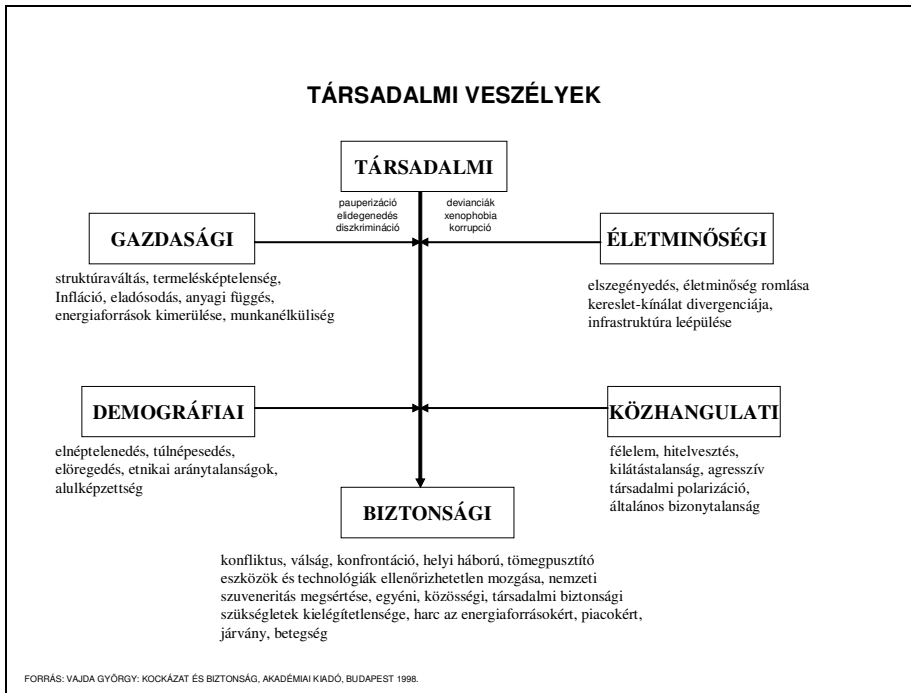 TÁRSADALMI VESZÉLYEK
TÁRSADALMI
pauperizáció
elidegenedés
diszkrimináció
devianciák
xenophobia
korrupció
GAZDASÁGI
struktúraváltás, termelésképtelenség,
Infláció, eladósodás, anyagi függés,
energiaforrások kimerülése, munkanélküliség
ÉLETMINŐSÉGI
elszegényedés, életminőség romlása
kereslet-kínálat divergenciája,
infrastruktúra leépülése
DEMOGRÁFIAI
elnéptelenedés, túlnépesedés,
elöregedés, etnikai aránytalanságok,
alulképzettség
KÖZHANGULATI
félelem, hitelvesztés,
kilátástalanság, agresszív
társadalmi polarizáció,
általános bizonytalanság
BIZTONSÁGI
konfliktus, válság, konfrontáció, helyi háború, tömegpusztító
eszközök és technológiák ellenőrizhetetlen mozgása, nemzeti
szuveneritás megsértése, egyéni, közösségi, társadalmi biztonsági
szükségletek kielégítetlensége, harc az energiaforrásokért, piacokért,
járvány, betegség
FORRÁS: VAJDA GYÖRGY: KOCKÁZAT ÉS BIZTONSÁG, AKADÉMIAI KIADÓ, BUDAPEST 1998.